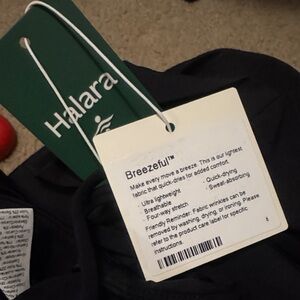 Halara
Breezeful™
Make every move a breeze. This is our lightest
fabric that quick-dries for added comfort.
· Ultra lightweight
· Quick-drying
· Breathable
· Sweat-absorbing
· Four-way stretch
Friendly Reminder: Fabric wrinkles can be
removed by washing, drying, or ironing. Please
refer to the product care label for specific
instructions.